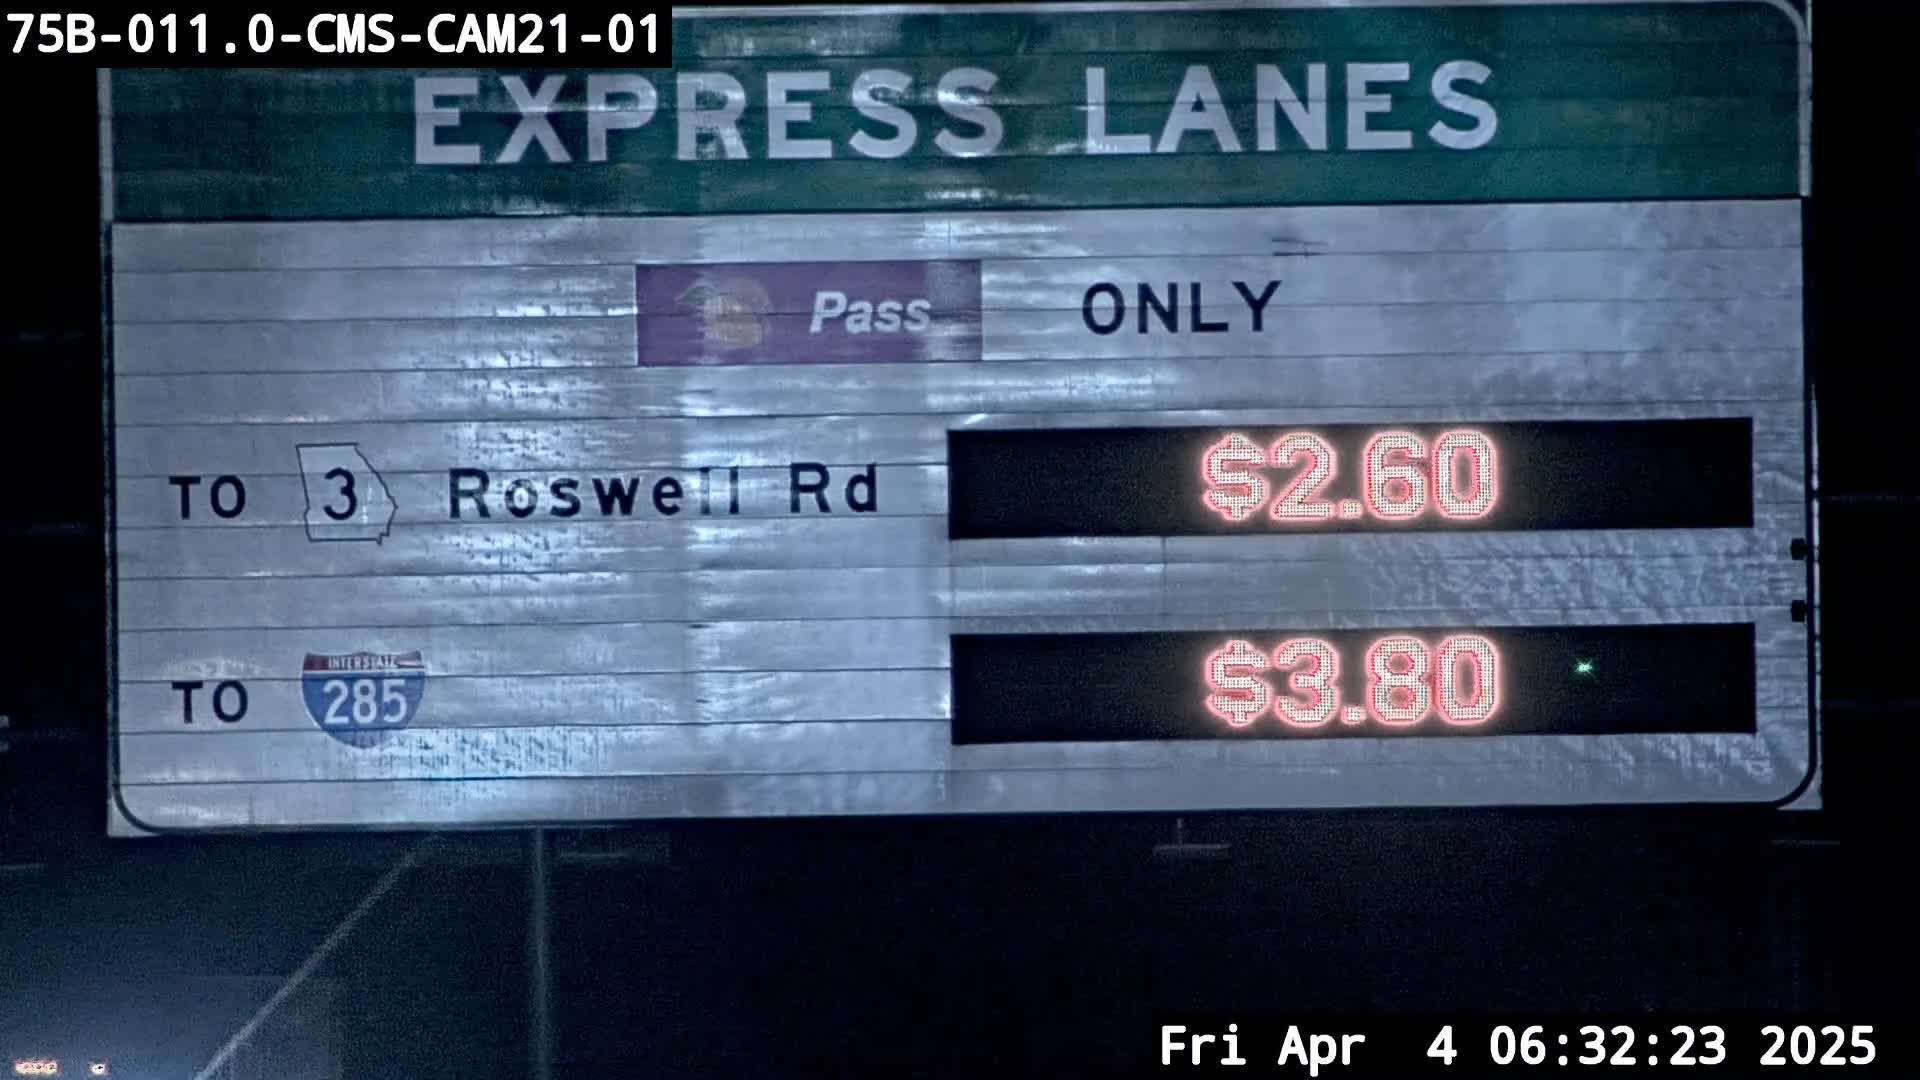 75B-011.0-CMS-CAM21-01
EXPRESS LANES
Pass ONLY
TO 3 Roswell Rd $2.60
TO INTERSTATE 285 $3.80
Fri Apr 4 06:32:23 2025